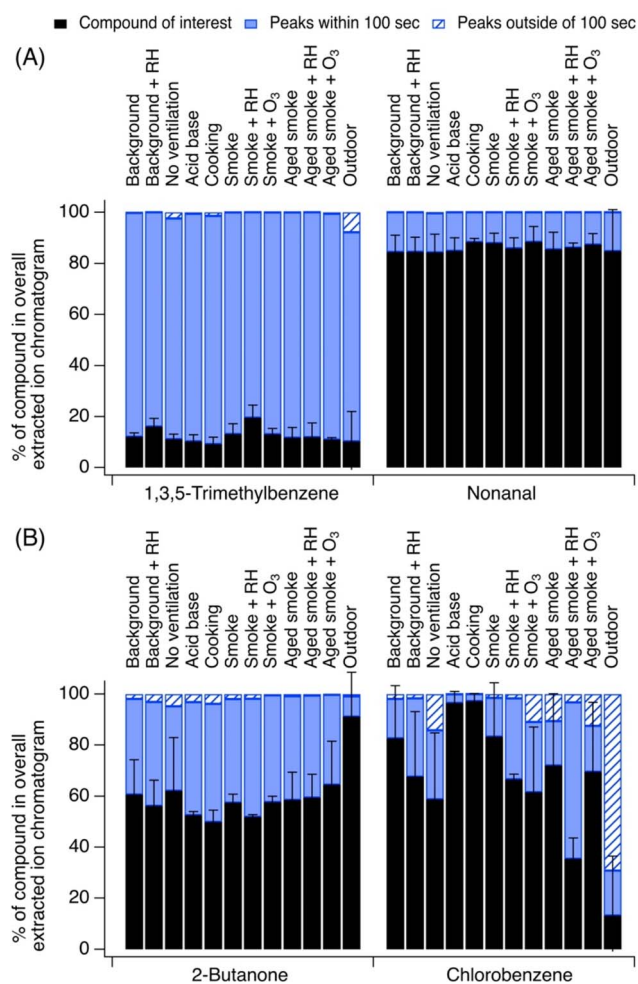 Compound of interest Peaks within 100 sec Peaks outside of 100 sec
(A)
Background
Background + RH
No ventilation
Acid base
Cooking
Smoke
Smoke + RH
Smoke + O3
Aged smoke
Aged smoke + RH
Aged smoke + O3
Outdoor
Background
Background + RH
No ventilation
Acid base
Cooking
Smoke
Smoke + RH
Smoke + O3
Aged smoke
Aged smoke + RH
Aged smoke + O3
Outdoor
% of compound in overall
extracted ion chromatogram
100
80
60
40
20
0
1,3,5-Trimethylbenzene
Nonanal
(B)
Background
Background + RH
No ventilation
Acid base
Cooking
Smoke
Smoke + RH
Smoke + O3
Aged smoke
Aged smoke + RH
Aged smoke + O3
Outdoor
Background
Background + RH
No ventilation
Acid base
Cooking
Smoke
Smoke + RH
Smoke + O3
Aged smoke
Aged smoke + RH
Aged smoke + O3
Outdoor
% of compound in overall
extracted ion chromatogram
100
80
60
40
20
0
2-Butanone
Chlorobenzene